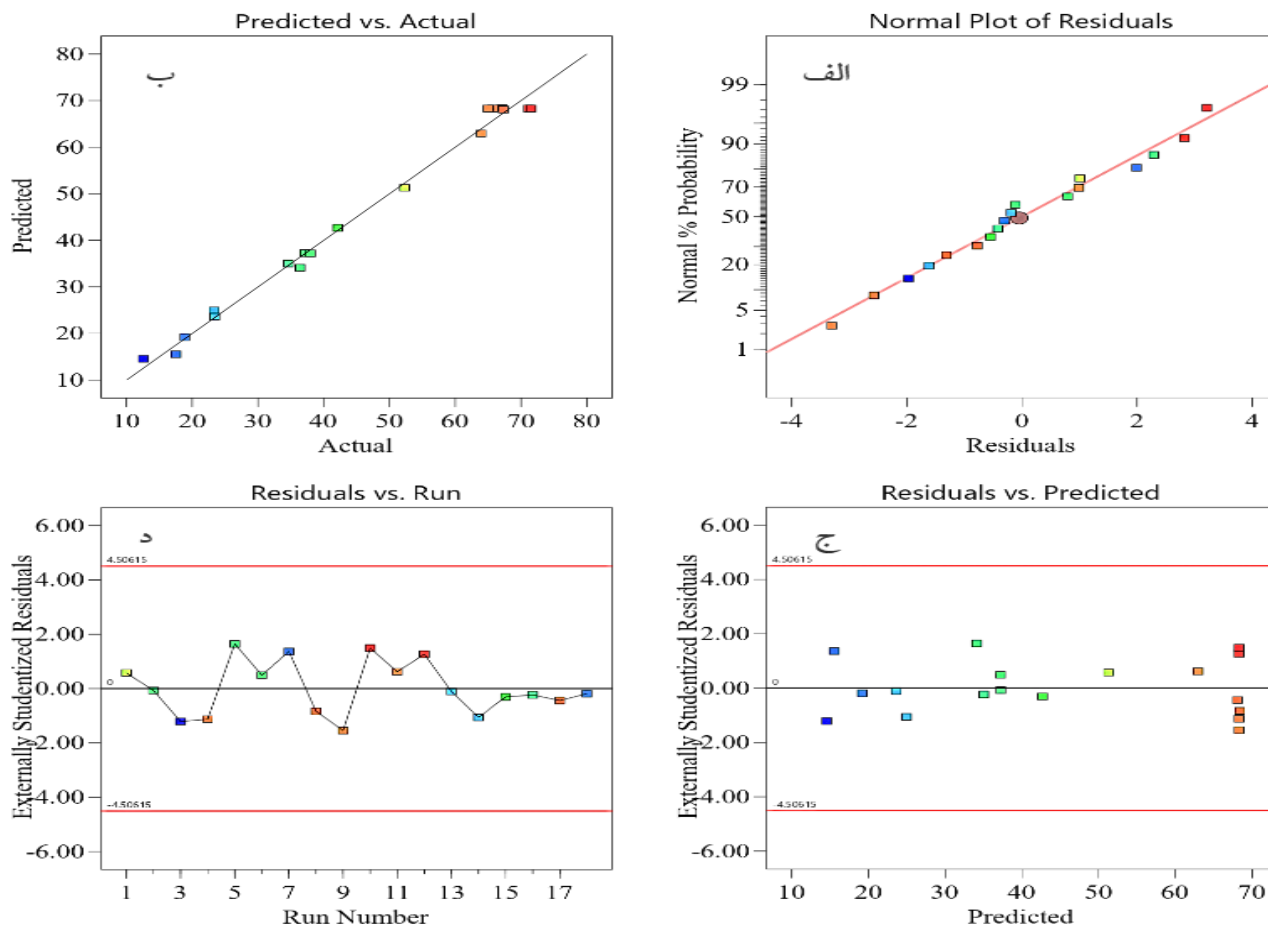 Predicted vs. Actual
ب
80
70
60
50
40
30
20
10
Predicted
10 20 30 40 50 60 70 80
Actual
Normal Plot of Residuals
الف
99
90
70
50
20
5
1
Normal % Probability
-4 -2 0 2 4
Residuals
Residuals vs. Run
د
6.00
4.50615
4.00
2.00
0
0.00
-2.00
-4.00
-4.50615
-6.00
Externally Studentized Residuals
1 3 5 7 9 11 13 15 17
Run Number
Residuals vs. Predicted
ج
6.00
4.50615
4.00
2.00
0
0.00
-2.00
-4.00
-4.50615
-6.00
Externally Studentized Residuals
10 20 30 40 50 60 70
Predicted